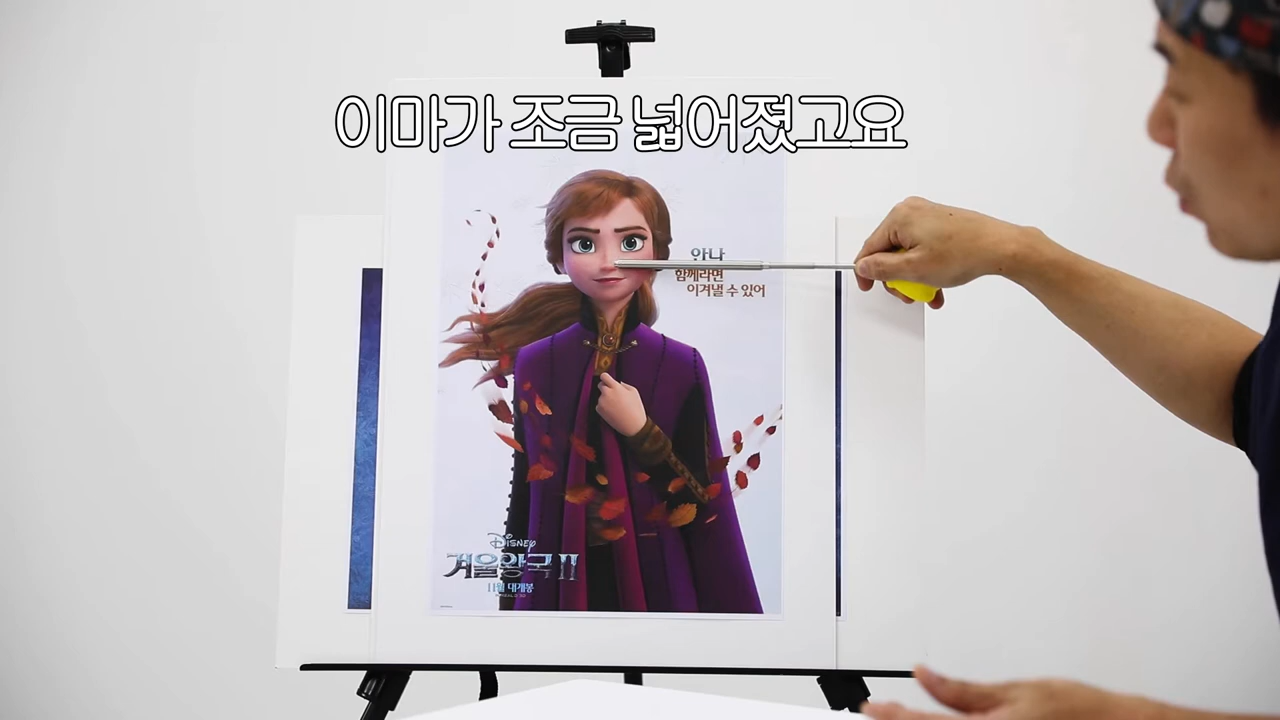 이마가 조금 넓어졌고요
안나
함께라면
이겨낼 수 있어
Disney
겨울왕국 II
11월 대개봉